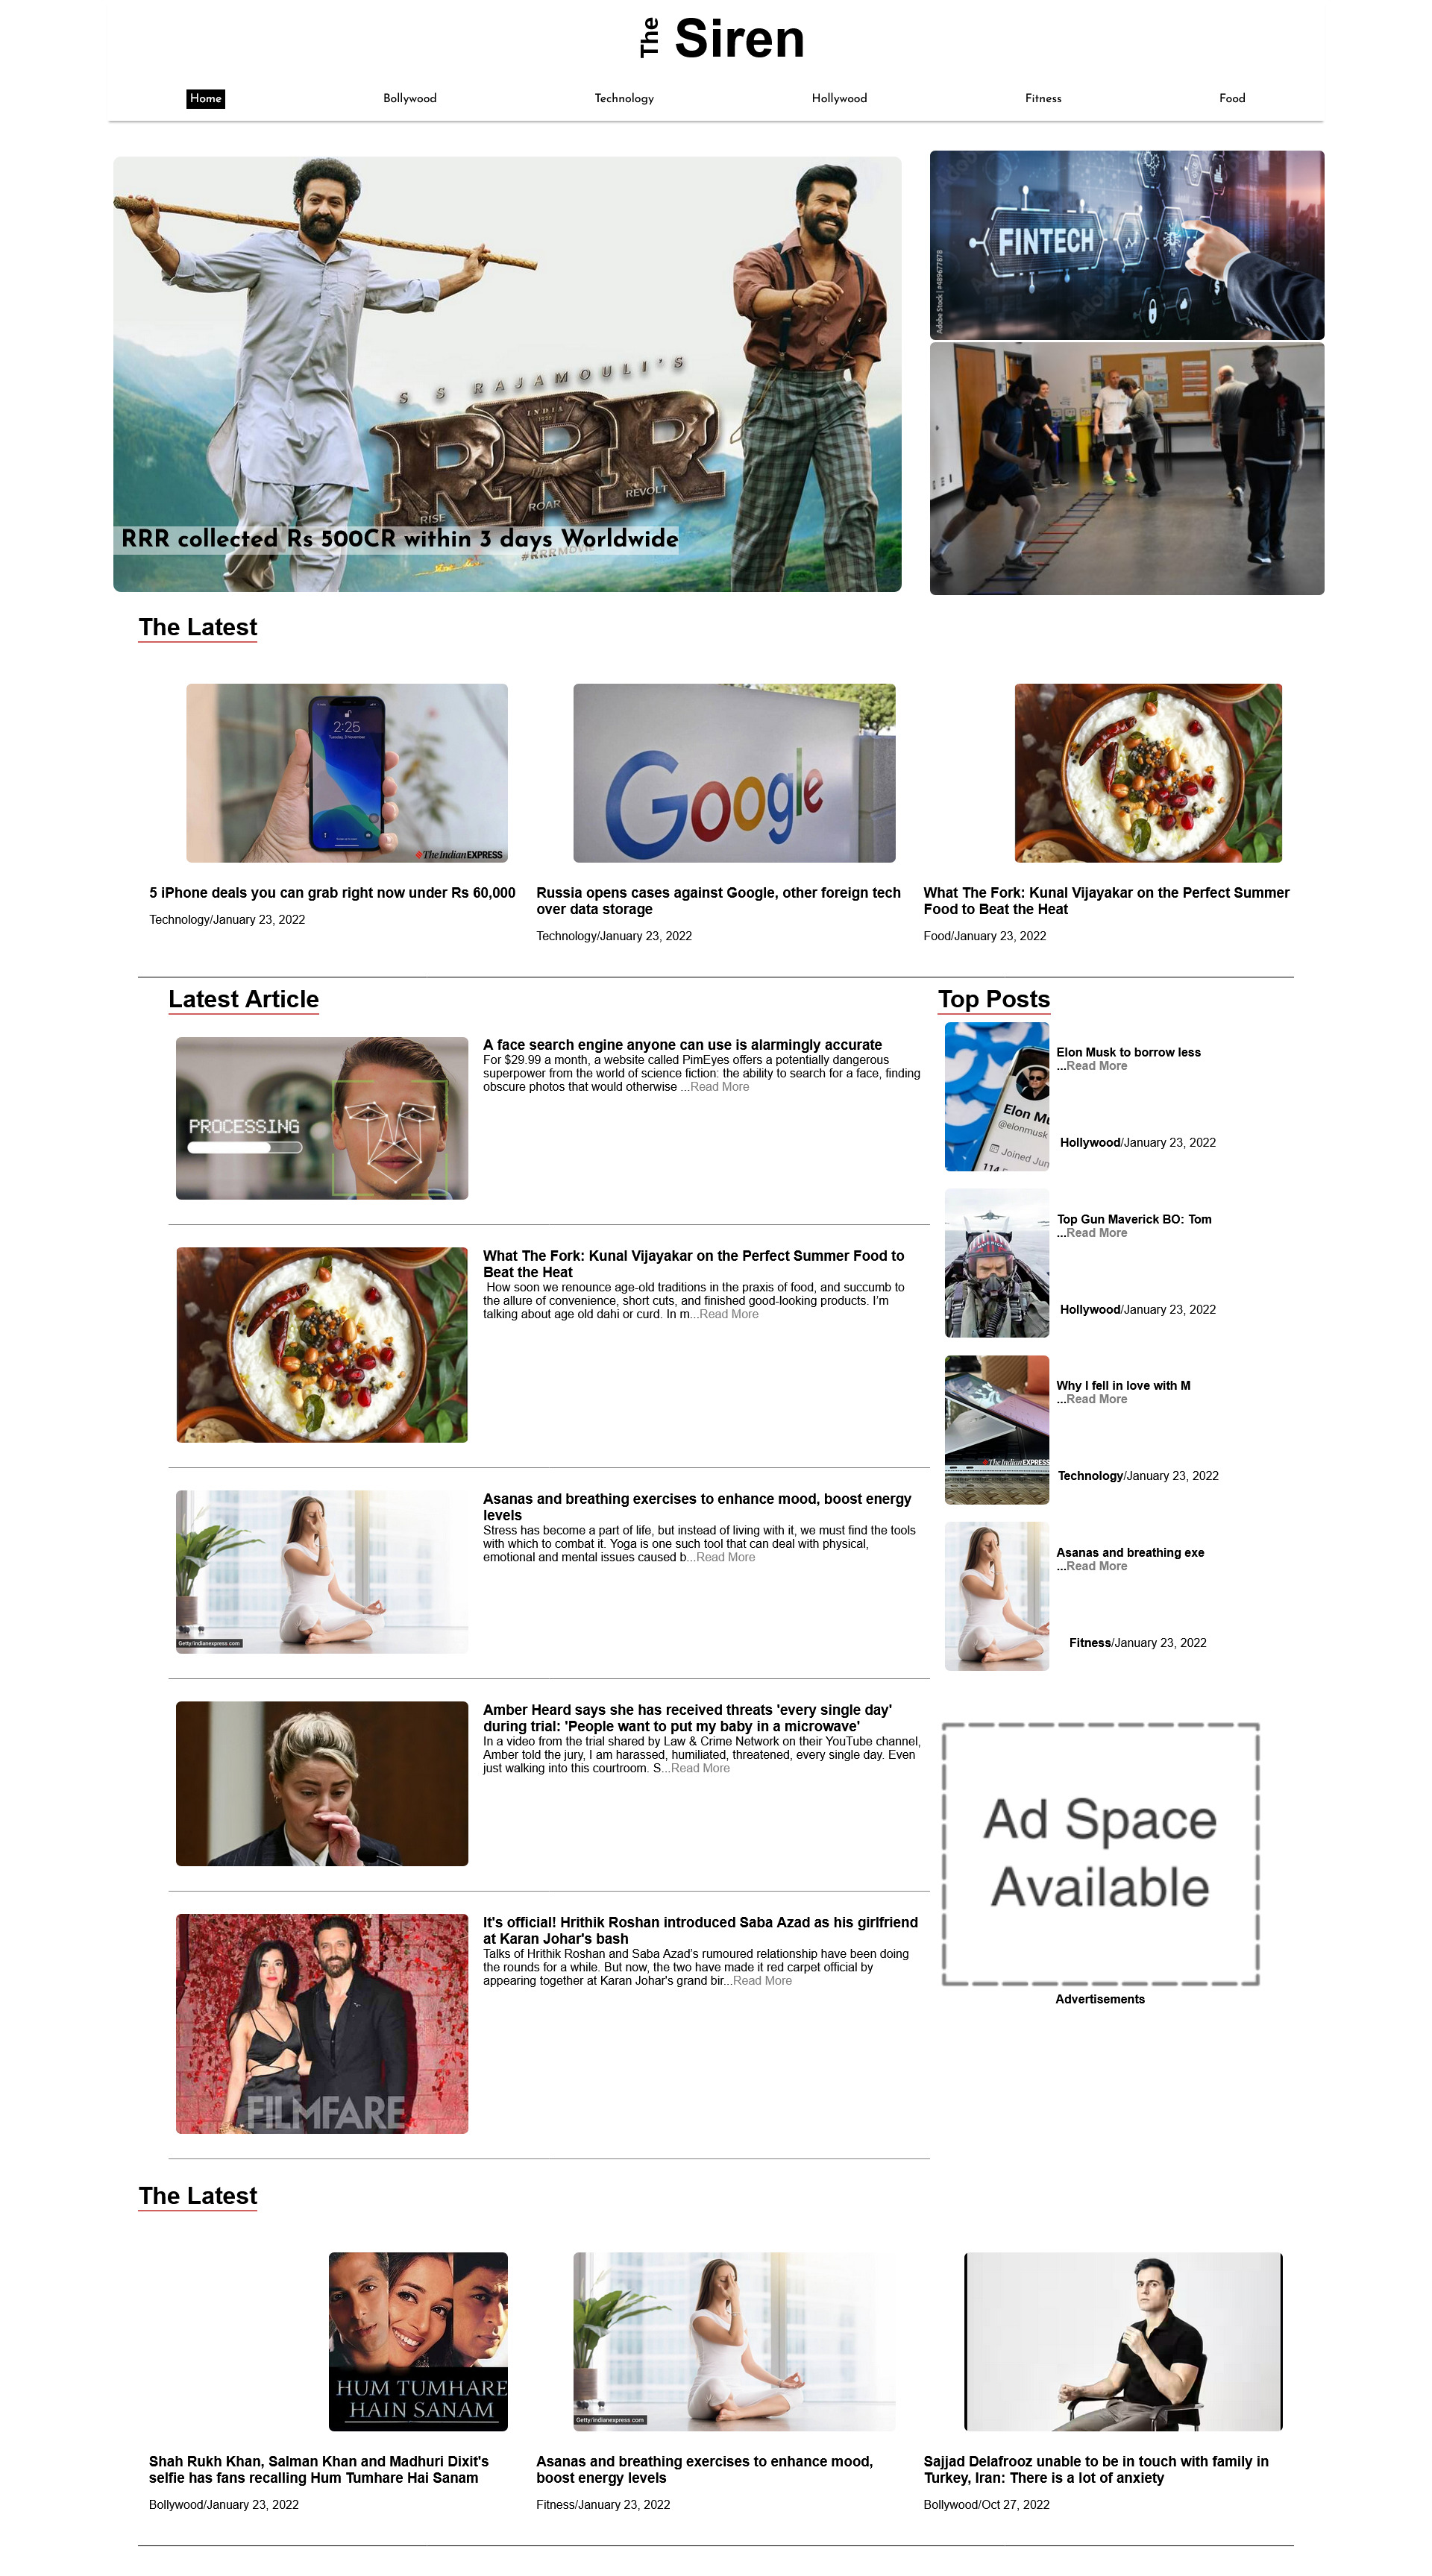 The Siren
Home Bollywood Technology Hollywood Fitness Food
S S RAJAMOULI'S
INDIA
RRR
RISE ROAR REVOLT
RRR collected Rs 500CR within 3 days Worldwide
#RRRMOVIE
FINTECH
Adobe Stock | #489677878
The Latest
2:25
Tuesday, 3 November
The Indian EXPRESS
Google
5 iPhone deals you can grab right now under Rs 60,000
Technology/January 23, 2022
Russia opens cases against Google, other foreign tech
over data storage
Technology/January 23, 2022
What The Fork: Kunal Vijayakar on the Perfect Summer
Food to Beat the Heat
Food/January 23, 2022
Latest Article
PROCESSING
A face search engine anyone can use is alarmingly accurate
For $29.99 a month, a website called PimEyes offers a potentially dangerous
superpower from the world of science fiction: the ability to search for a face, finding
obscure photos that would otherwise ...Read More
What The Fork: Kunal Vijayakar on the Perfect Summer Food to
Beat the Heat
How soon we renounce age-old traditions in the praxis of food, and succumb to
the allure of convenience, short cuts, and finished good-looking products. I'm
talking about age old dahi or curd. In m...Read More
Asanas and breathing exercises to enhance mood, boost energy
levels
Stress has become a part of life, but instead of living with it, we must find the tools
with which to combat it. Yoga is one such tool that can deal with physical,
emotional and mental issues caused b...Read More
Getty/indianexpress.com
Amber Heard says she has received threats 'every single day'
during trial: 'People want to put my baby in a microwave'
In a video from the trial shared by Law & Crime Network on their YouTube channel,
Amber told the jury, I am harassed, humiliated, threatened, every single day. Even
just walking into this courtroom. S...Read More
It's official! Hrithik Roshan introduced Saba Azad as his girlfriend
at Karan Johar's bash
Talks of Hrithik Roshan and Saba Azad's rumoured relationship have been doing
the rounds for a while. But now, the two have made it red carpet official by
appearing together at Karan Johar's grand bir...Read More
FILMFARE
Top Posts
Elon Mu
@elonmusk
Joined Jun
114
Elon Musk to borrow less
...Read More
Hollywood/January 23, 2022
Top Gun Maverick BO: Tom
...Read More
Hollywood/January 23, 2022
The Indian EXPRESS
Why I fell in love with M
...Read More
Technology/January 23, 2022
Asanas and breathing exe
...Read More
Fitness/January 23, 2022
Ad Space
Available
Advertisements
The Latest
HUM TUMHARE
HAIN SANAM
Getty/indianexpress.com
Shah Rukh Khan, Salman Khan and Madhuri Dixit's
selfie has fans recalling Hum Tumhare Hai Sanam
Bollywood/January 23, 2022
Asanas and breathing exercises to enhance mood,
boost energy levels
Fitness/January 23, 2022
Sajjad Delafrooz unable to be in touch with family in
Turkey, Iran: There is a lot of anxiety
Bollywood/Oct 27, 2022